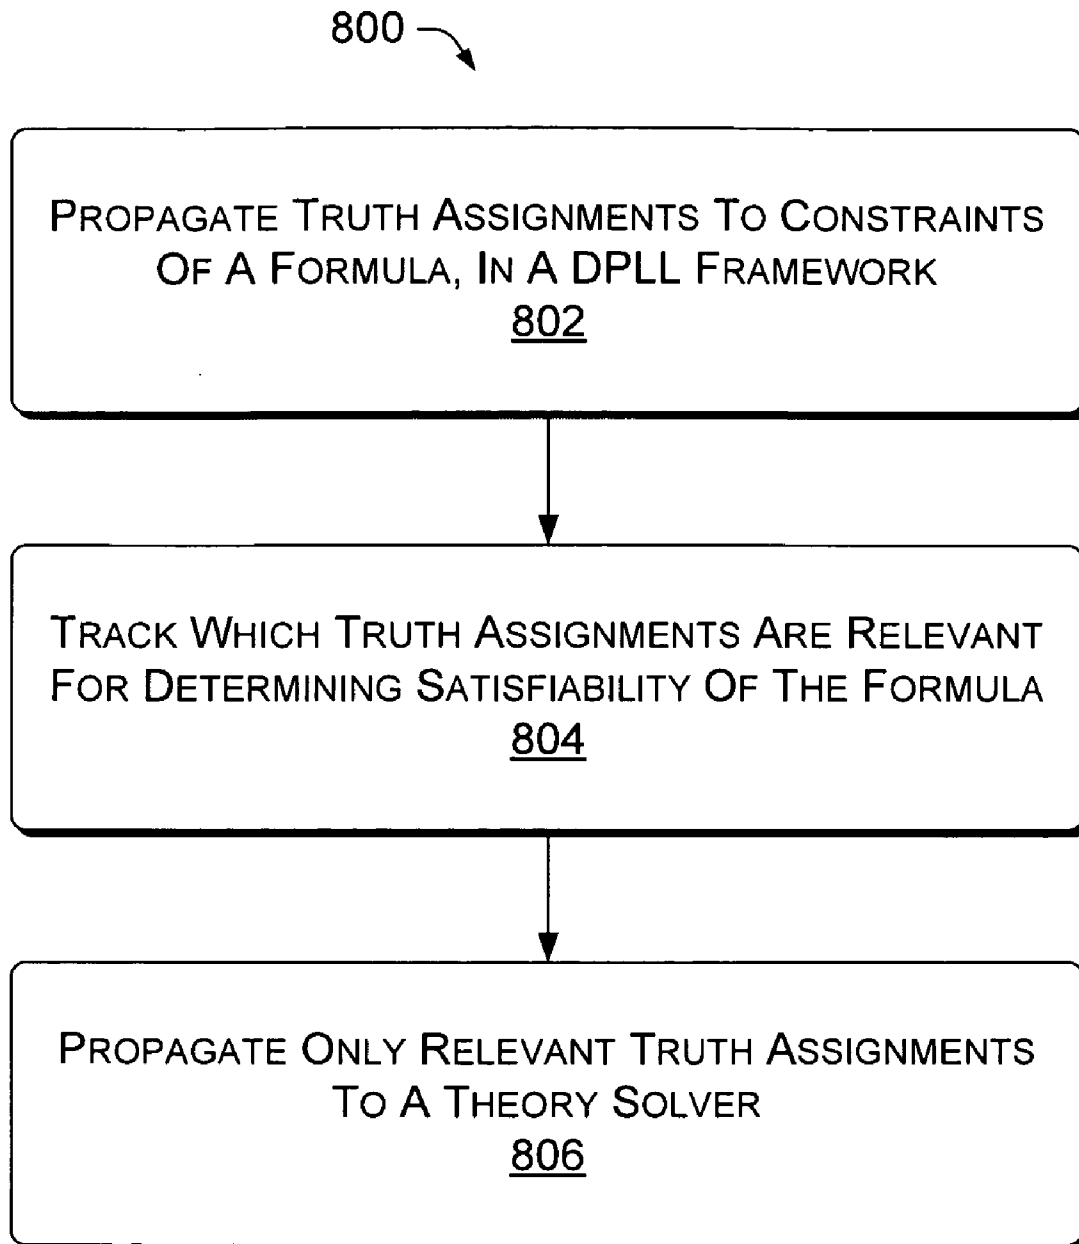 800
PROPAGATE TRUTH ASSIGNMENTS TO CONSTRAINTS
OF A FORMULA, IN A DPLL FRAMEWORK
802
TRACK WHICH TRUTH ASSIGNMENTS ARE RELEVANT
FOR DETERMINING SATISFIABILITY OF THE FORMULA
804
PROPAGATE ONLY RELEVANT TRUTH ASSIGNMENTS
TO A THEORY SOLVER
806